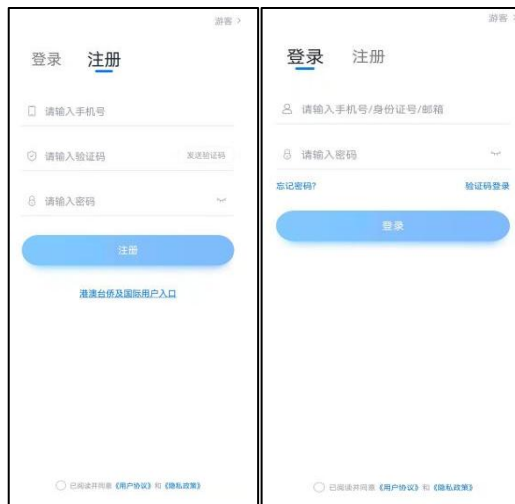 游客 >
登录 注册
请输入手机号
请输入验证码 发送验证码
请输入密码
注册
港澳台侨及国际用户入口
已阅读并同意《用户协议》和《隐私政策》
游客 >
登录 注册
请输入手机号/身份证号/邮箱
请输入密码
忘记密码? 验证码登录
登录
已阅读并同意《用户协议》和《隐私政策》